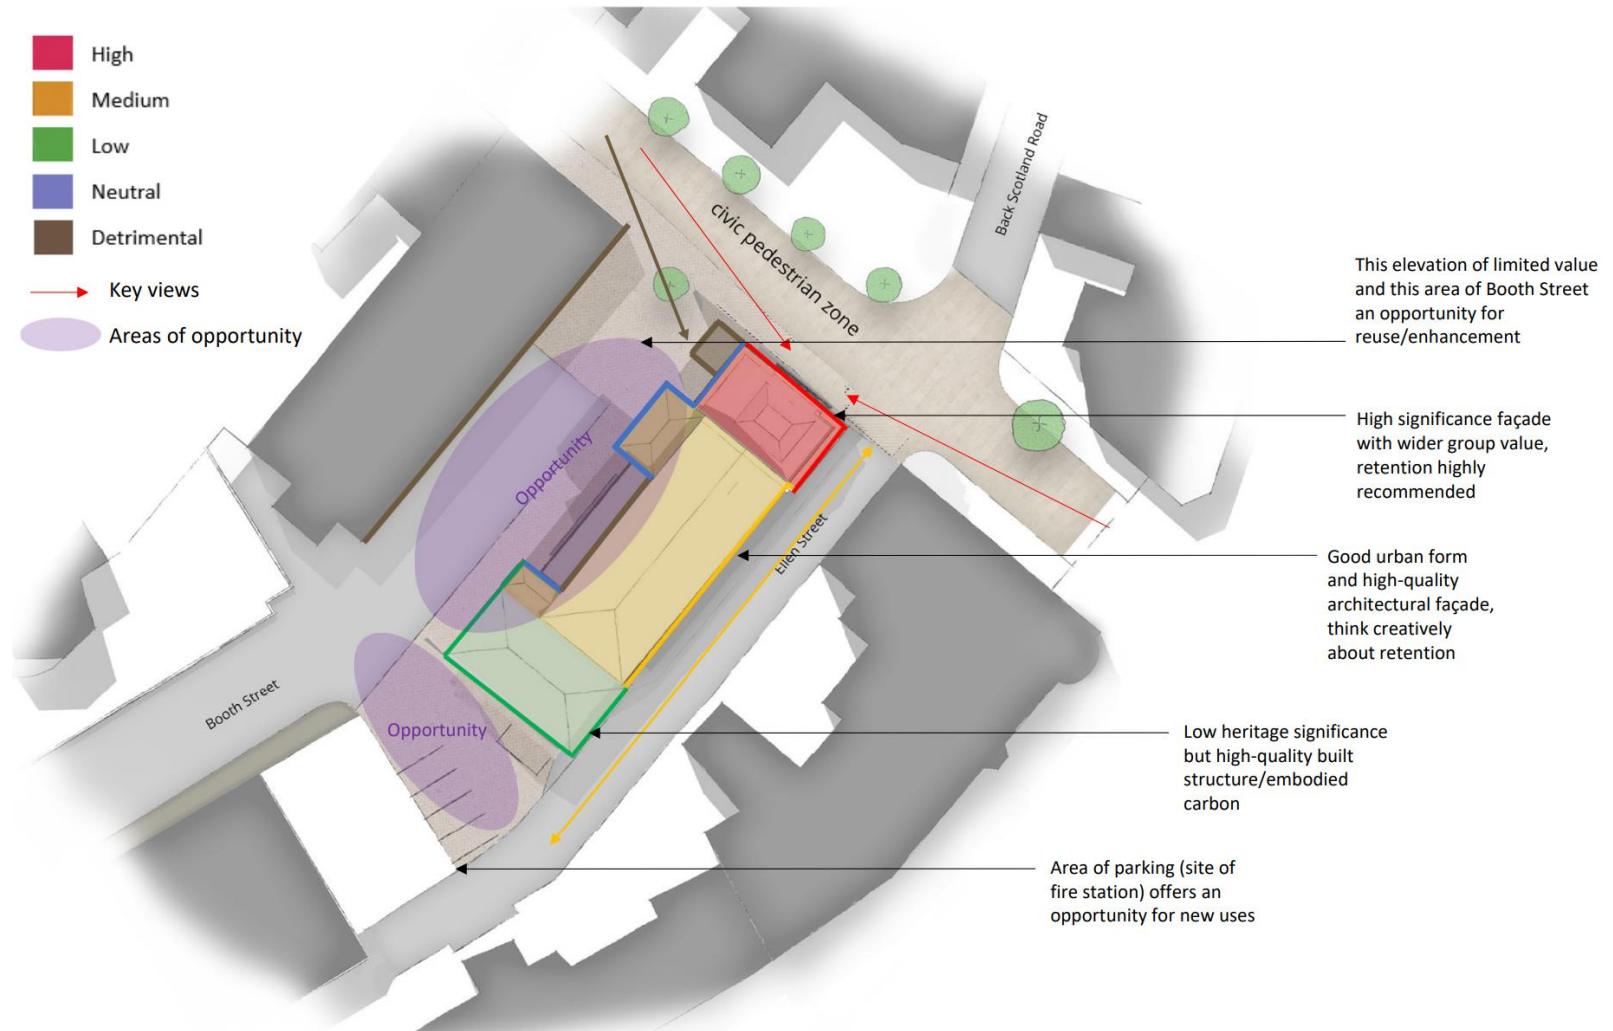 High
Medium
Low
Neutral
Detrimental
Key views
Areas of opportunity
Back Scotland Road
civic pedestrian zone
This elevation of limited value
and this area of Booth Street
an opportunity for
reuse/enhancement
High significance façade
with wider group value,
retention highly
recommended
Opportunity
Ellen Street
Good urban form
and high-quality
architectural façade,
think creatively
about retention
Booth Street
Opportunity
Low heritage significance
but high-quality built
structure/embodied
carbon
Area of parking (site of
fire station) offers an
opportunity for new uses